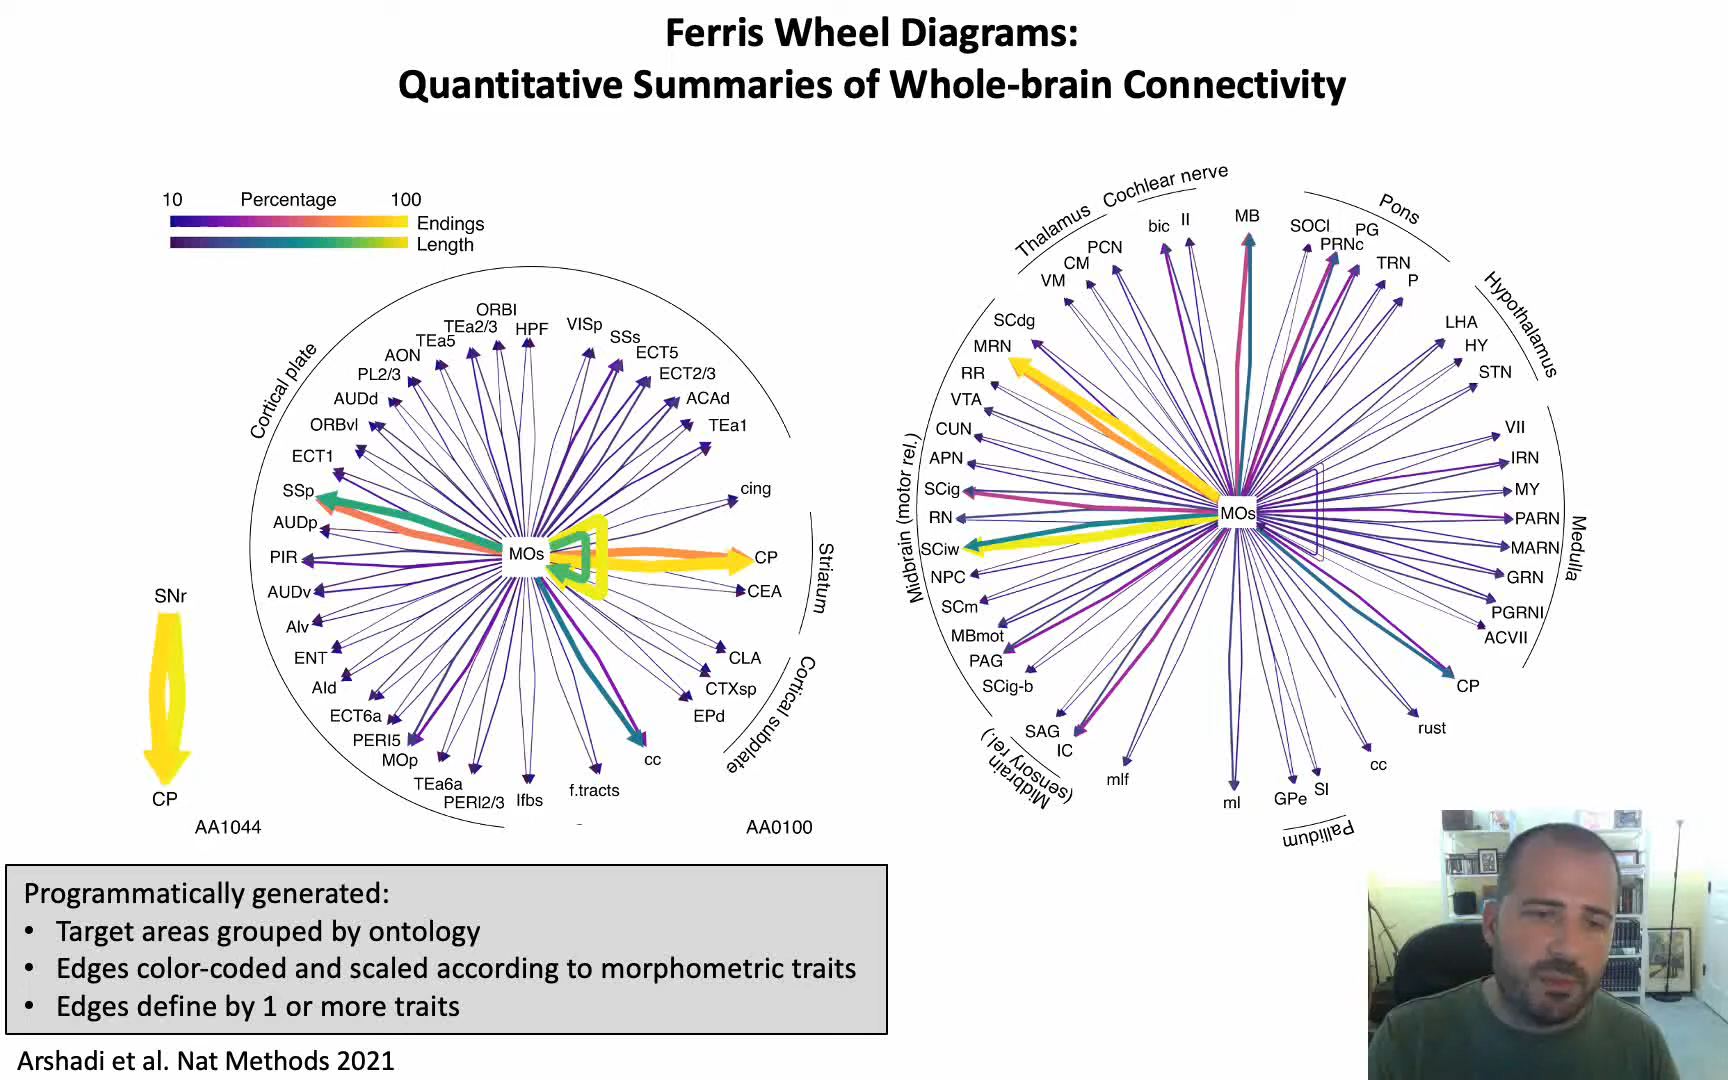 Ferris Wheel Diagrams:
Quantitative Summaries of Whole-brain Connectivity
10 Percentage 100
Endings
Length
SNr
CP
AA1044
Cortical plate
ORBl
TEa2/3
HPF
TEa5
AON
PL2/3
AUDd
ORBvl
ECT1
SSp
AUDp
PIR
AUDv
AIv
ENT
AId
ECT6a
PERI5
MOp
TEa6a
PERI2/3
lfbs
f.tracts
cc
EPd
CTXsp
CLA
CEA
CP
cing
TEa1
ACAd
ECT2/3
ECT5
SSs
VISp
MOs
Striatum
Cortical subplate
AA0100
Thalamus
Cochlear nerve
Pons
Hypothalamus
Medulla
Pallidum
Midbrain
(sensory rel.)
Midbrain (motor rel.)
VM
CM
PCN
bic
II
MB
SOCl
PRNc
PG
TRN
P
LHA
HY
STN
VII
IRN
MY
PARN
MARN
GRN
PGRNl
ACVII
CP
rust
cc
SI
GPe
ml
mlf
IC
SAG
SCig-b
PAG
MBmot
SCm
NPC
SCiw
RN
SCig
APN
CUN
VTA
RR
MRN
SCdg
MOs
Programmatically generated:
• Target areas grouped by ontology
• Edges color-coded and scaled according to morphometric traits
• Edges define by 1 or more traits
Arshadi et al. Nat Methods 2021